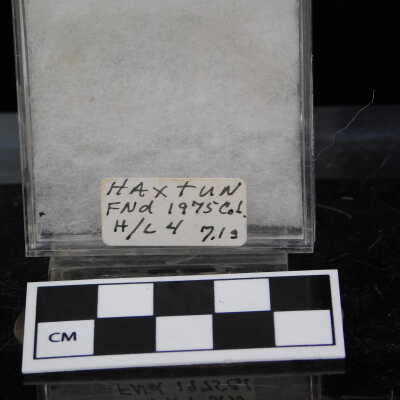 HAxtUN
FNd 1975 Col.
H/L 4 7.1g
CM